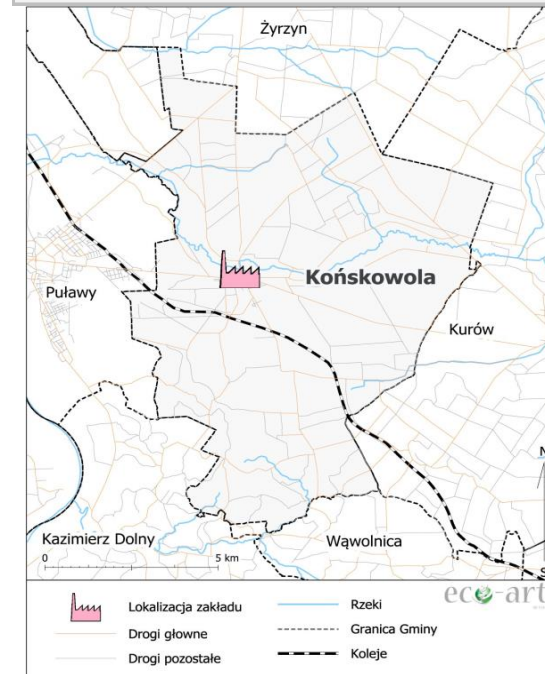 Żyrzyn
Końskowola
Puławy
Kurów
Kazimierz Dolny
Wąwolnica
0 5 km
eco-art
Lokalizacja zakładu
Drogi głowne
Drogi pozostałe
Rzeki
Granica Gminy
Koleje